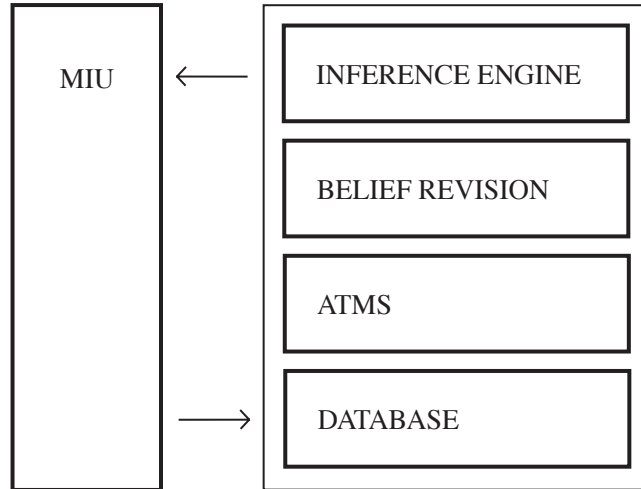 MIU
INFERENCE ENGINE
BELIEF REVISION
ATMS
DATABASE